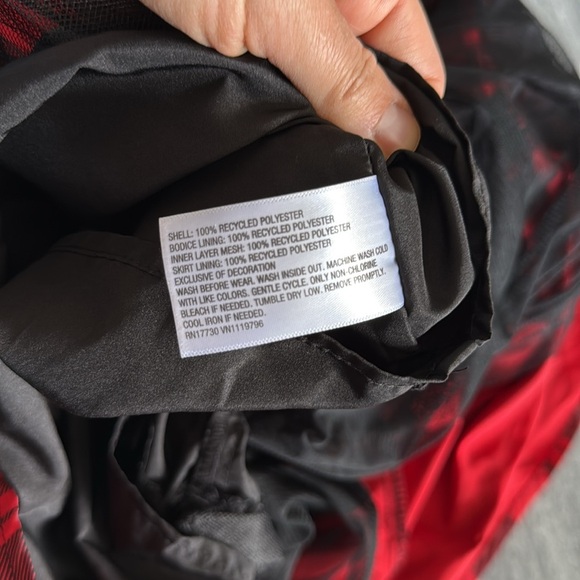 SHELL: 100% RECYCLED POLYESTER
BODICE LINING: 100% RECYCLED POLYESTER
INNER LAYER MESH: 100% RECYCLED POLYESTER
SKIRT LINING: 100% RECYCLED POLYESTER
EXCLUSIVE OF DECORATION
WASH BEFORE WEAR. WASH INSIDE OUT. MACHINE WASH COLD
WITH LIKE COLORS. GENTLE CYCLE. ONLY NON-CHLORINE
BLEACH IF NEEDED. TUMBLE DRY LOW. REMOVE PROMPTLY.
COOL IRON IF NEEDED.
RN17730 VN1119796